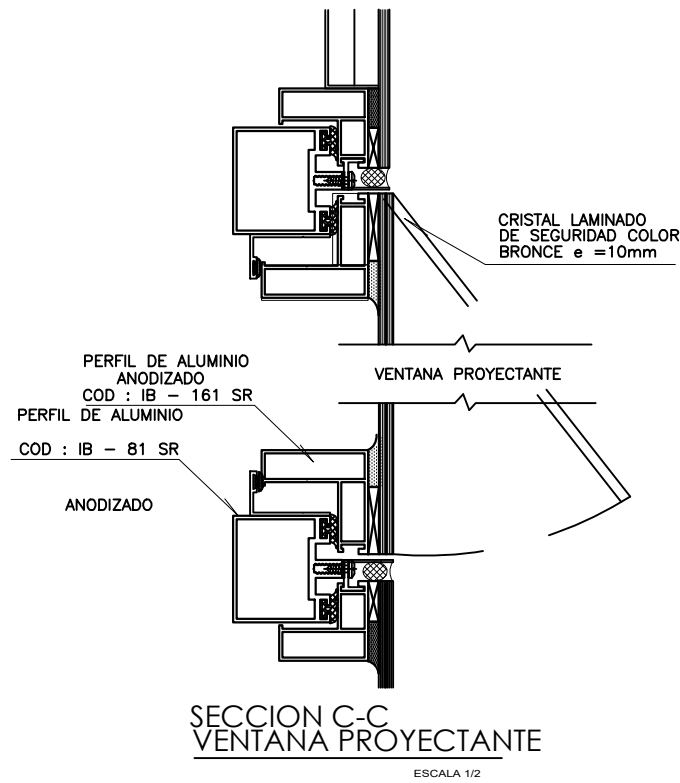 CRISTAL LAMINADO
DE SEGURIDAD COLOR
BRONCE e =10mm
PERFIL DE ALUMINIO
ANODIZADO
COD : IB - 161 SR
VENTANA PROYECTANTE
PERFIL DE ALUMINIO
COD : IB - 81 SR
ANODIZADO
SECCION C-C
VENTANA PROYECTANTE
ESCALA 1/2